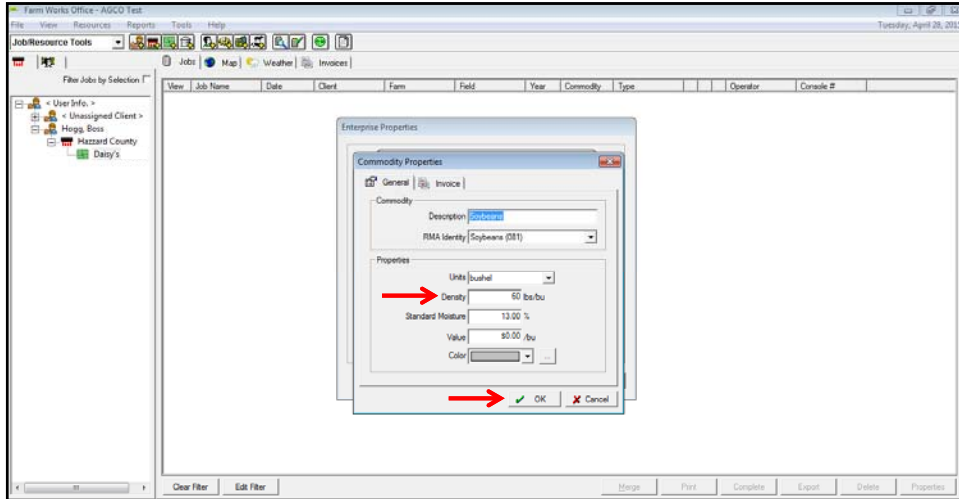 Farm Works Office - AGCO Test
File View Resources Reports Tools Help
Tuesday, April 28, 201
Job/Resource Tools
Filter Jobs by Selection
Jobs Map Weather Invoices
View Job Name Date Client Farm Field Year Commodity Type Operator Console #
< User Info. >
< Unassigned Client >
Hogg, Boss
Hazzard County
Daisy's
Enterprise Properties
Commodity Properties
General Invoice
Commodity
Description Soybeans
RMA Identity Soybeans (081)
Properties
Units bushel
Density 60 lbs/bu
Standard Moisture 13.00 %
Value $0.00 /bu
Color ...
OK Cancel
Clear Filter Edit Filter Merge Print Complete Export Delete Properties